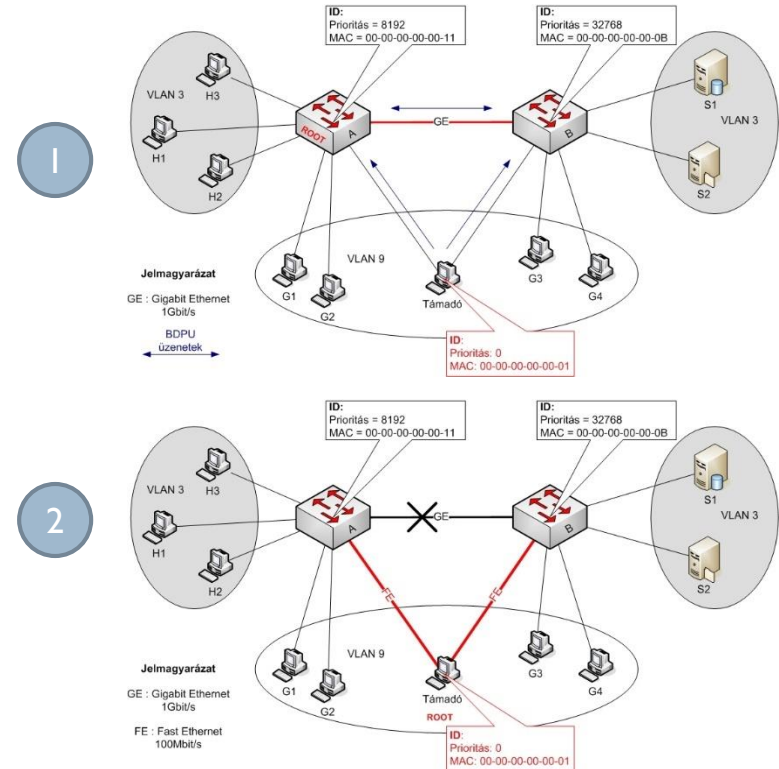 1
ID:
Prioritás = 8192
MAC = 00-00-00-00-00-11
ID:
Prioritás = 32768
MAC = 00-00-00-00-00-0B
VLAN 3
H3
H1
H2
ROOT
A
GE
B
S1
VLAN 3
S2
VLAN 9
G1
G2
Támadó
G3
G4
Jelmagyarázat
GE : Gigabit Ethernet
1Gbit/s
BDPU
üzenetek
ID:
Prioritás: 0
MAC: 00-00-00-00-00-01
2
ID:
Prioritás = 8192
MAC = 00-00-00-00-00-11
ID:
Prioritás = 32768
MAC = 00-00-00-00-00-0B
VLAN 3
H3
H1
H2
A
GE
B
S1
VLAN 3
S2
FE
FE
VLAN 9
G1
G2
Támadó
G3
G4
Jelmagyarázat
GE : Gigabit Ethernet
1Gbit/s
FE : Fast Ethernet
100Mbit/s
ROOT
ID:
Prioritás: 0
MAC: 00-00-00-00-00-01